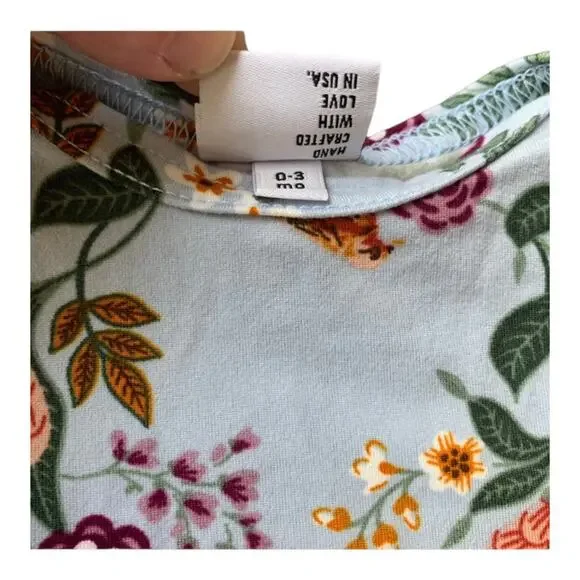 HAND
CRAFTED
WITH
LOVE
IN USA.
0-3
mo